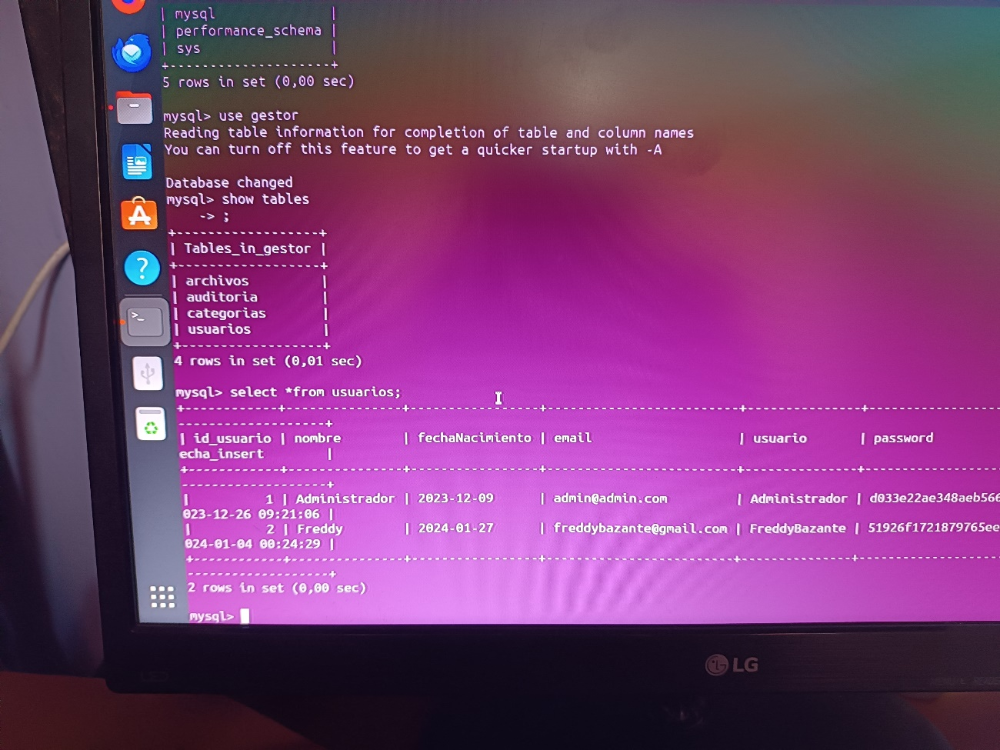 | mysql              |
| performance_schema |
| sys                |
+--------------------+
5 rows in set (0,00 sec)
mysql> use gestor
Reading table information for completion of table and column names
You can turn off this feature to get a quicker startup with -A
Database changed
mysql> show tables
    -> ;
+------------------+
| Tables_in_gestor |
+------------------+
| archivos         |
| auditoria        |
| categorias       |
| usuarios         |
+------------------+
4 rows in set (0,01 sec)
mysql> select *from usuarios;
| id_usuario | nombre        | fechaNacimiento | email                   | usuario       | password
echa_insert         |
|          1 | Administrador | 2023-12-09      | admin@admin.com         | Administrador | d033e22ae348aeb566
023-12-26 09:21:06 |
|          2 | Freddy        | 2024-01-27      | freddybazante@gmail.com | FreddyBazante | 51926f1721879765ee
024-01-04 00:24:29 |
2 rows in set (0,00 sec)
mysql>
LG